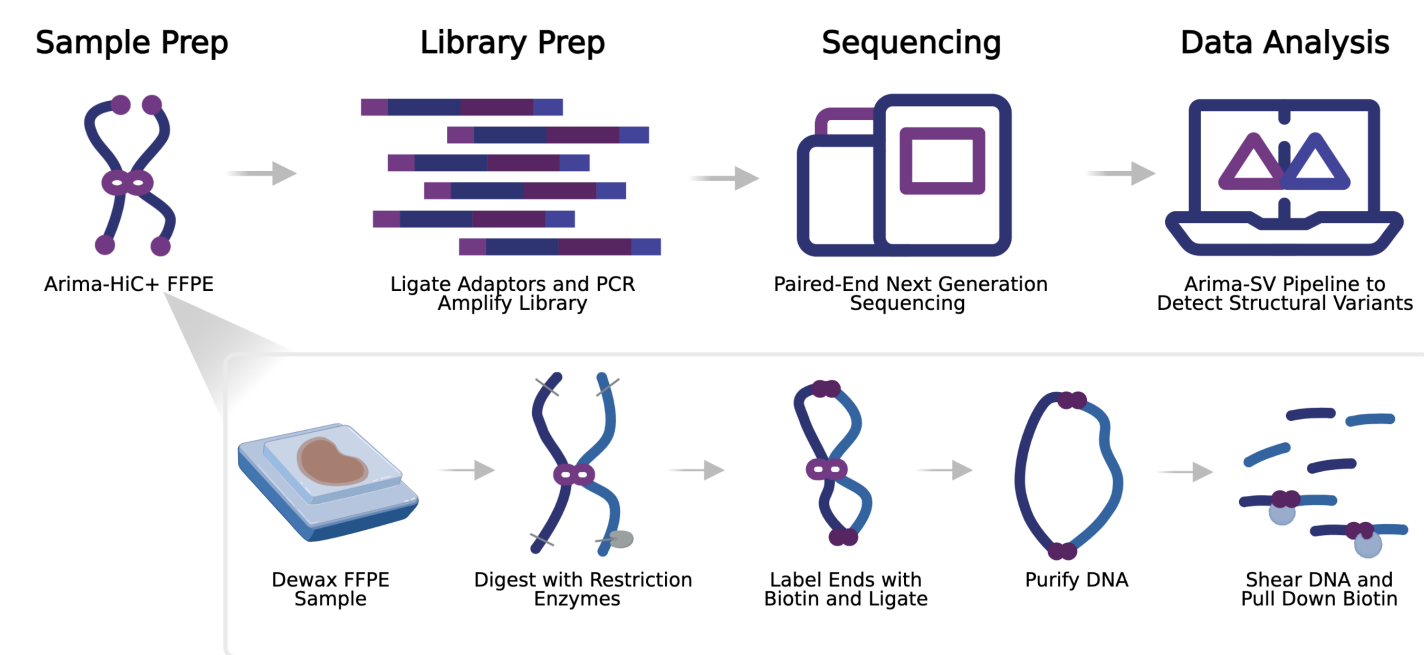 Sample Prep
Library Prep
Sequencing
Data Analysis
Arima-HiC+ FFPE
Ligate Adaptors and PCR
Amplify Library
Paired-End Next Generation
Sequencing
Arima-SV Pipeline to
Detect Structural Variants
Dewax FFPE
Sample
Digest with Restriction
Enzymes
Label Ends with
Biotin and Ligate
Purify DNA
Shear DNA and
Pull Down Biotin